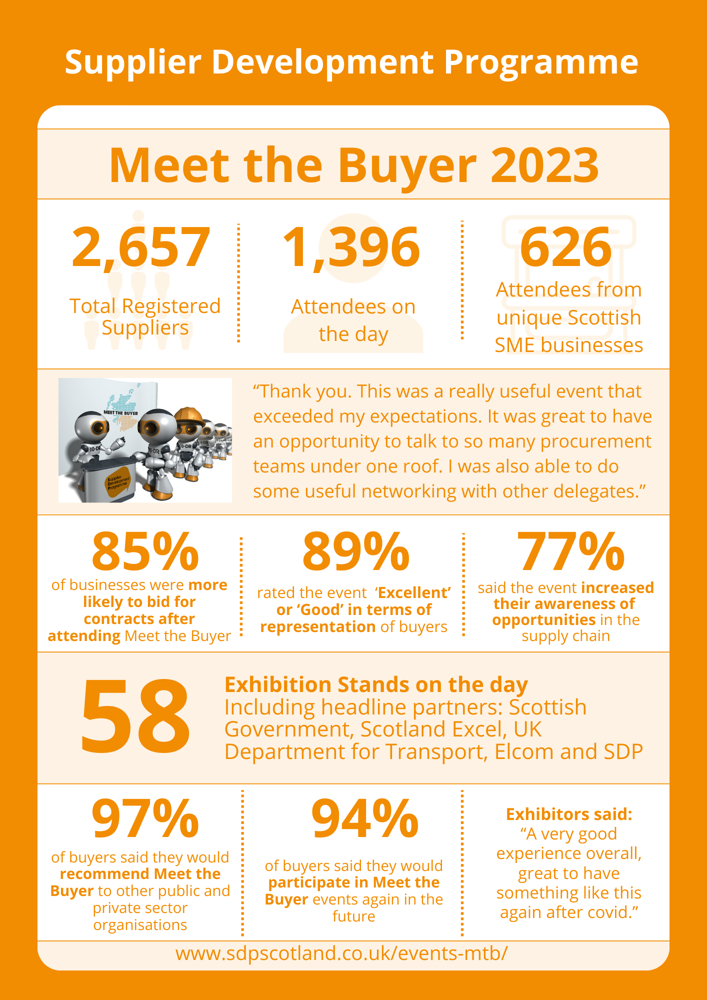 Supplier Development Programme
Meet the Buyer 2023
2,657
Total Registered
Suppliers
1,396
Attendees on
the day
626
Attendees from
unique Scottish
SME businesses
MEET THE BUYER
10-DR
10-DR
10-DR
10-DR
Supplier
Development
Programme
“Thank you. This was a really useful event that
exceeded my expectations. It was great to have
an opportunity to talk to so many procurement
teams under one roof. I was also able to do
some useful networking with other delegates.”
85%
of businesses were more
likely to bid for
contracts after
attending Meet the Buyer
89%
rated the event ‘Excellent’
or ‘Good’ in terms of
representation of buyers
77%
said the event increased
their awareness of
opportunities in the
supply chain
58
Exhibition Stands on the day
Including headline partners: Scottish
Government, Scotland Excel, UK
Department for Transport, Elcom and SDP
97%
of buyers said they would
recommend Meet the
Buyer to other public and
private sector
organisations
94%
of buyers said they would
participate in Meet the
Buyer events again in the
future
Exhibitors said:
“A very good
experience overall,
great to have
something like this
again after covid.”
www.sdpscotland.co.uk/events-mtb/